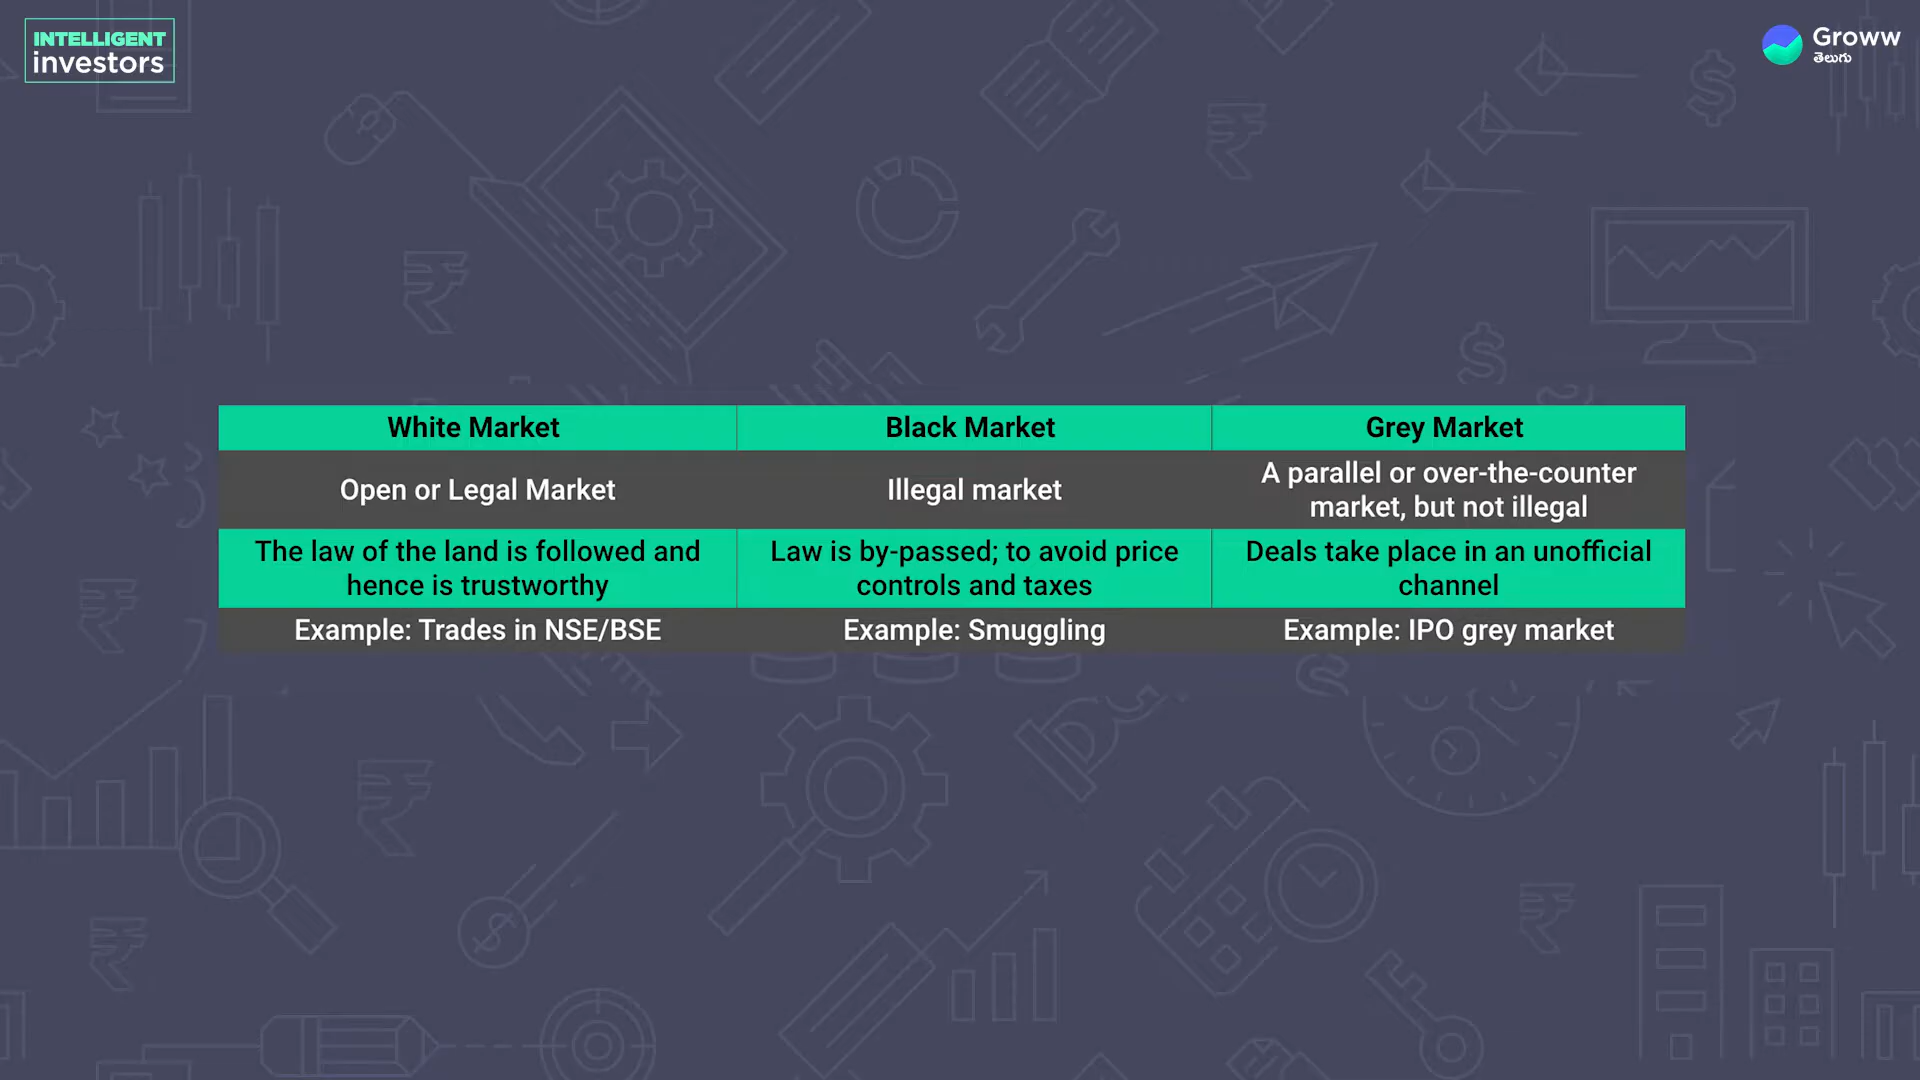 INTELLIGENT
investors
Groww
తెలుగు
White Market
Black Market
Grey Market
Open or Legal Market
Illegal market
A parallel or over-the-counter
market, but not illegal
The law of the land is followed and
hence is trustworthy
Law is by-passed; to avoid price
controls and taxes
Deals take place in an unofficial
channel
Example: Trades in NSE/BSE
Example: Smuggling
Example: IPO grey market